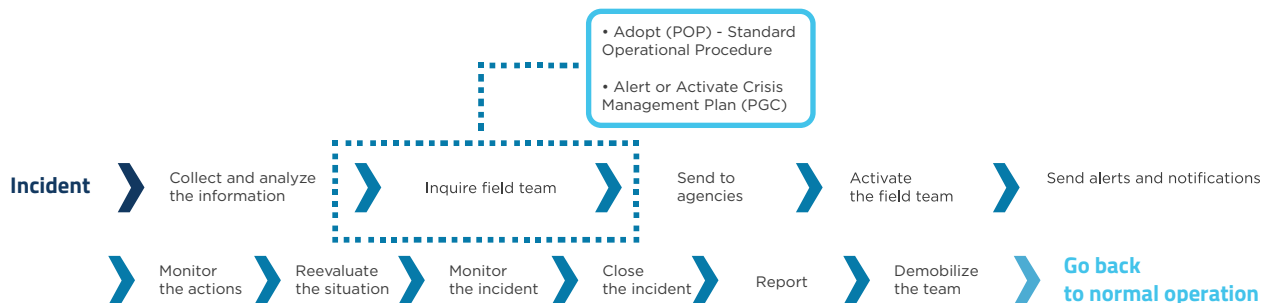 • Adopt (POP) - Standard
Operational Procedure
• Alert or Activate Crisis
Management Plan (PGC)
Incident
Collect and analyze
the information
Inquire field team
Send to
agencies
Activate
the field team
Send alerts and notifications
Monitor
the actions
Reevaluate
the situation
Monitor
the incident
Close
the incident
Report
Demobilize
the team
Go back
to normal operation